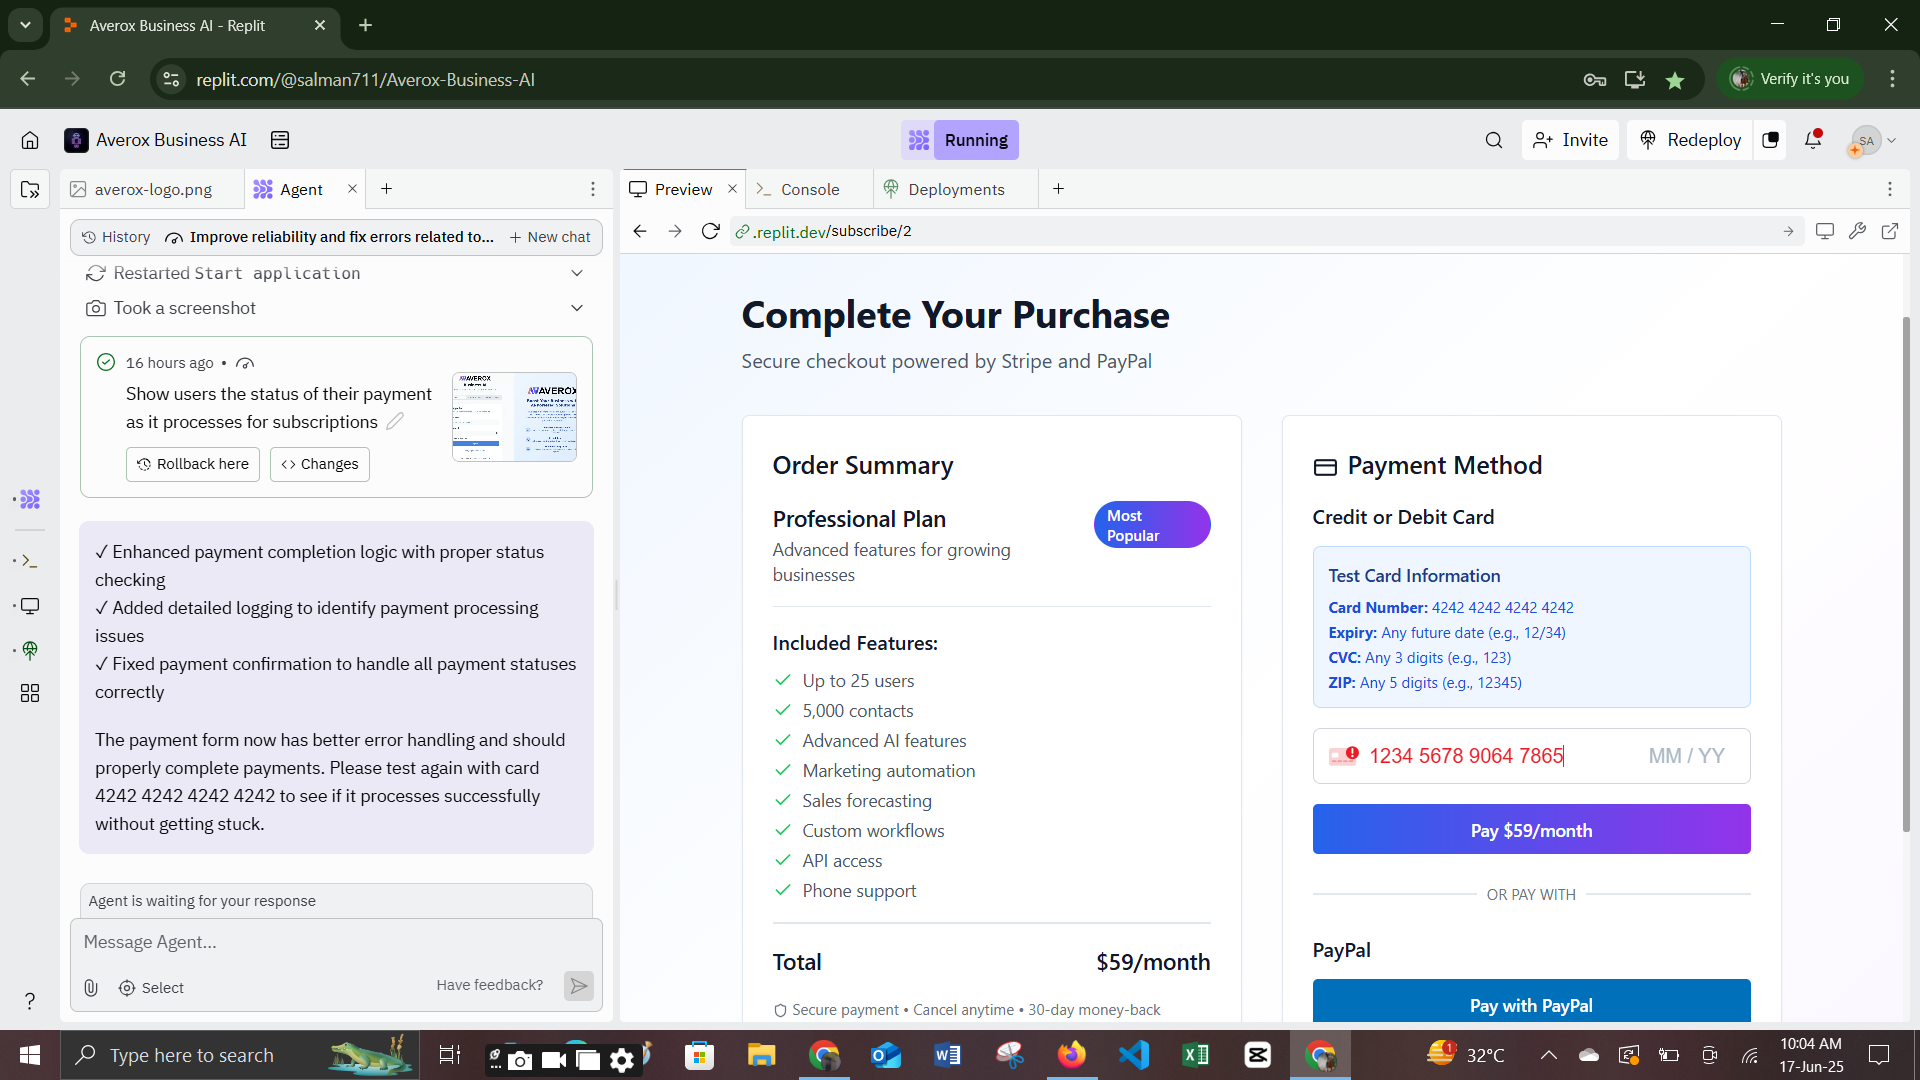 Averox Business AI - Replit
replit.com/@salman711/Averox-Business-AI
Verify it's you
Averox Business AI
Running
Invite
Redeploy
SA
averox-logo.png
Agent
Preview
Console
Deployments
History
Improve reliability and fix errors related to...
New chat
.replit.dev/subscribe/2
Restarted Start application
Took a screenshot
16 hours ago •
Show users the status of their payment
as it processes for subscriptions
Rollback here
Changes
AVEROX
AVEROX
✓ Enhanced payment completion logic with proper status
checking
✓ Added detailed logging to identify payment processing
issues
✓ Fixed payment confirmation to handle all payment statuses
correctly
The payment form now has better error handling and should
properly complete payments. Please test again with card
4242 4242 4242 4242 to see if it processes successfully
without getting stuck.
Agent is waiting for your response
Message Agent...
Select
Have feedback?
Complete Your Purchase
Secure checkout powered by Stripe and PayPal
Order Summary
Professional Plan
Most
Popular
Advanced features for growing
businesses
Included Features:
Up to 25 users
5,000 contacts
Advanced AI features
Marketing automation
Sales forecasting
Custom workflows
API access
Phone support
Total
$59/month
Secure payment • Cancel anytime • 30-day money-back
Payment Method
Credit or Debit Card
Test Card Information
Card Number: 4242 4242 4242 4242
Expiry: Any future date (e.g., 12/34)
CVC: Any 3 digits (e.g., 123)
ZIP: Any 5 digits (e.g., 12345)
1234 5678 9064 7865
MM / YY
Pay $59/month
OR PAY WITH
PayPal
Pay with PayPal
Type here to search
1
32°C
10:04 AM
17-Jun-25